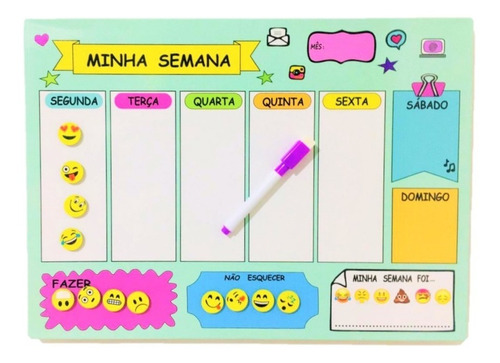 MINHA SEMANA
MÊS:
SEGUNDA
TERÇA
QUARTA
QUINTA
SEXTA
SÁBADO
DOMINGO
FAZER
NÃO ESQUECER
MINHA SEMANA FOI...